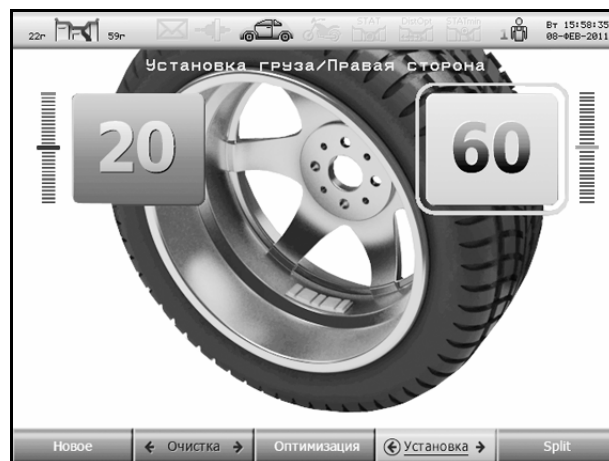 22г 59г STAT DistOpt STATmin 1 Вт 15:58:35
08-ФЕВ-2011
Установка груза/Правая сторона
20 60
Новое Очистка Оптимизация Установка Split